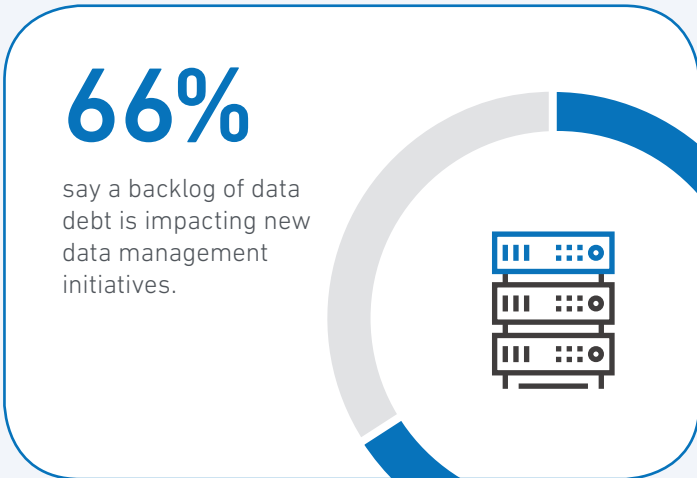 66%
say a backlog of data
debt is impacting new
data management
initiatives.